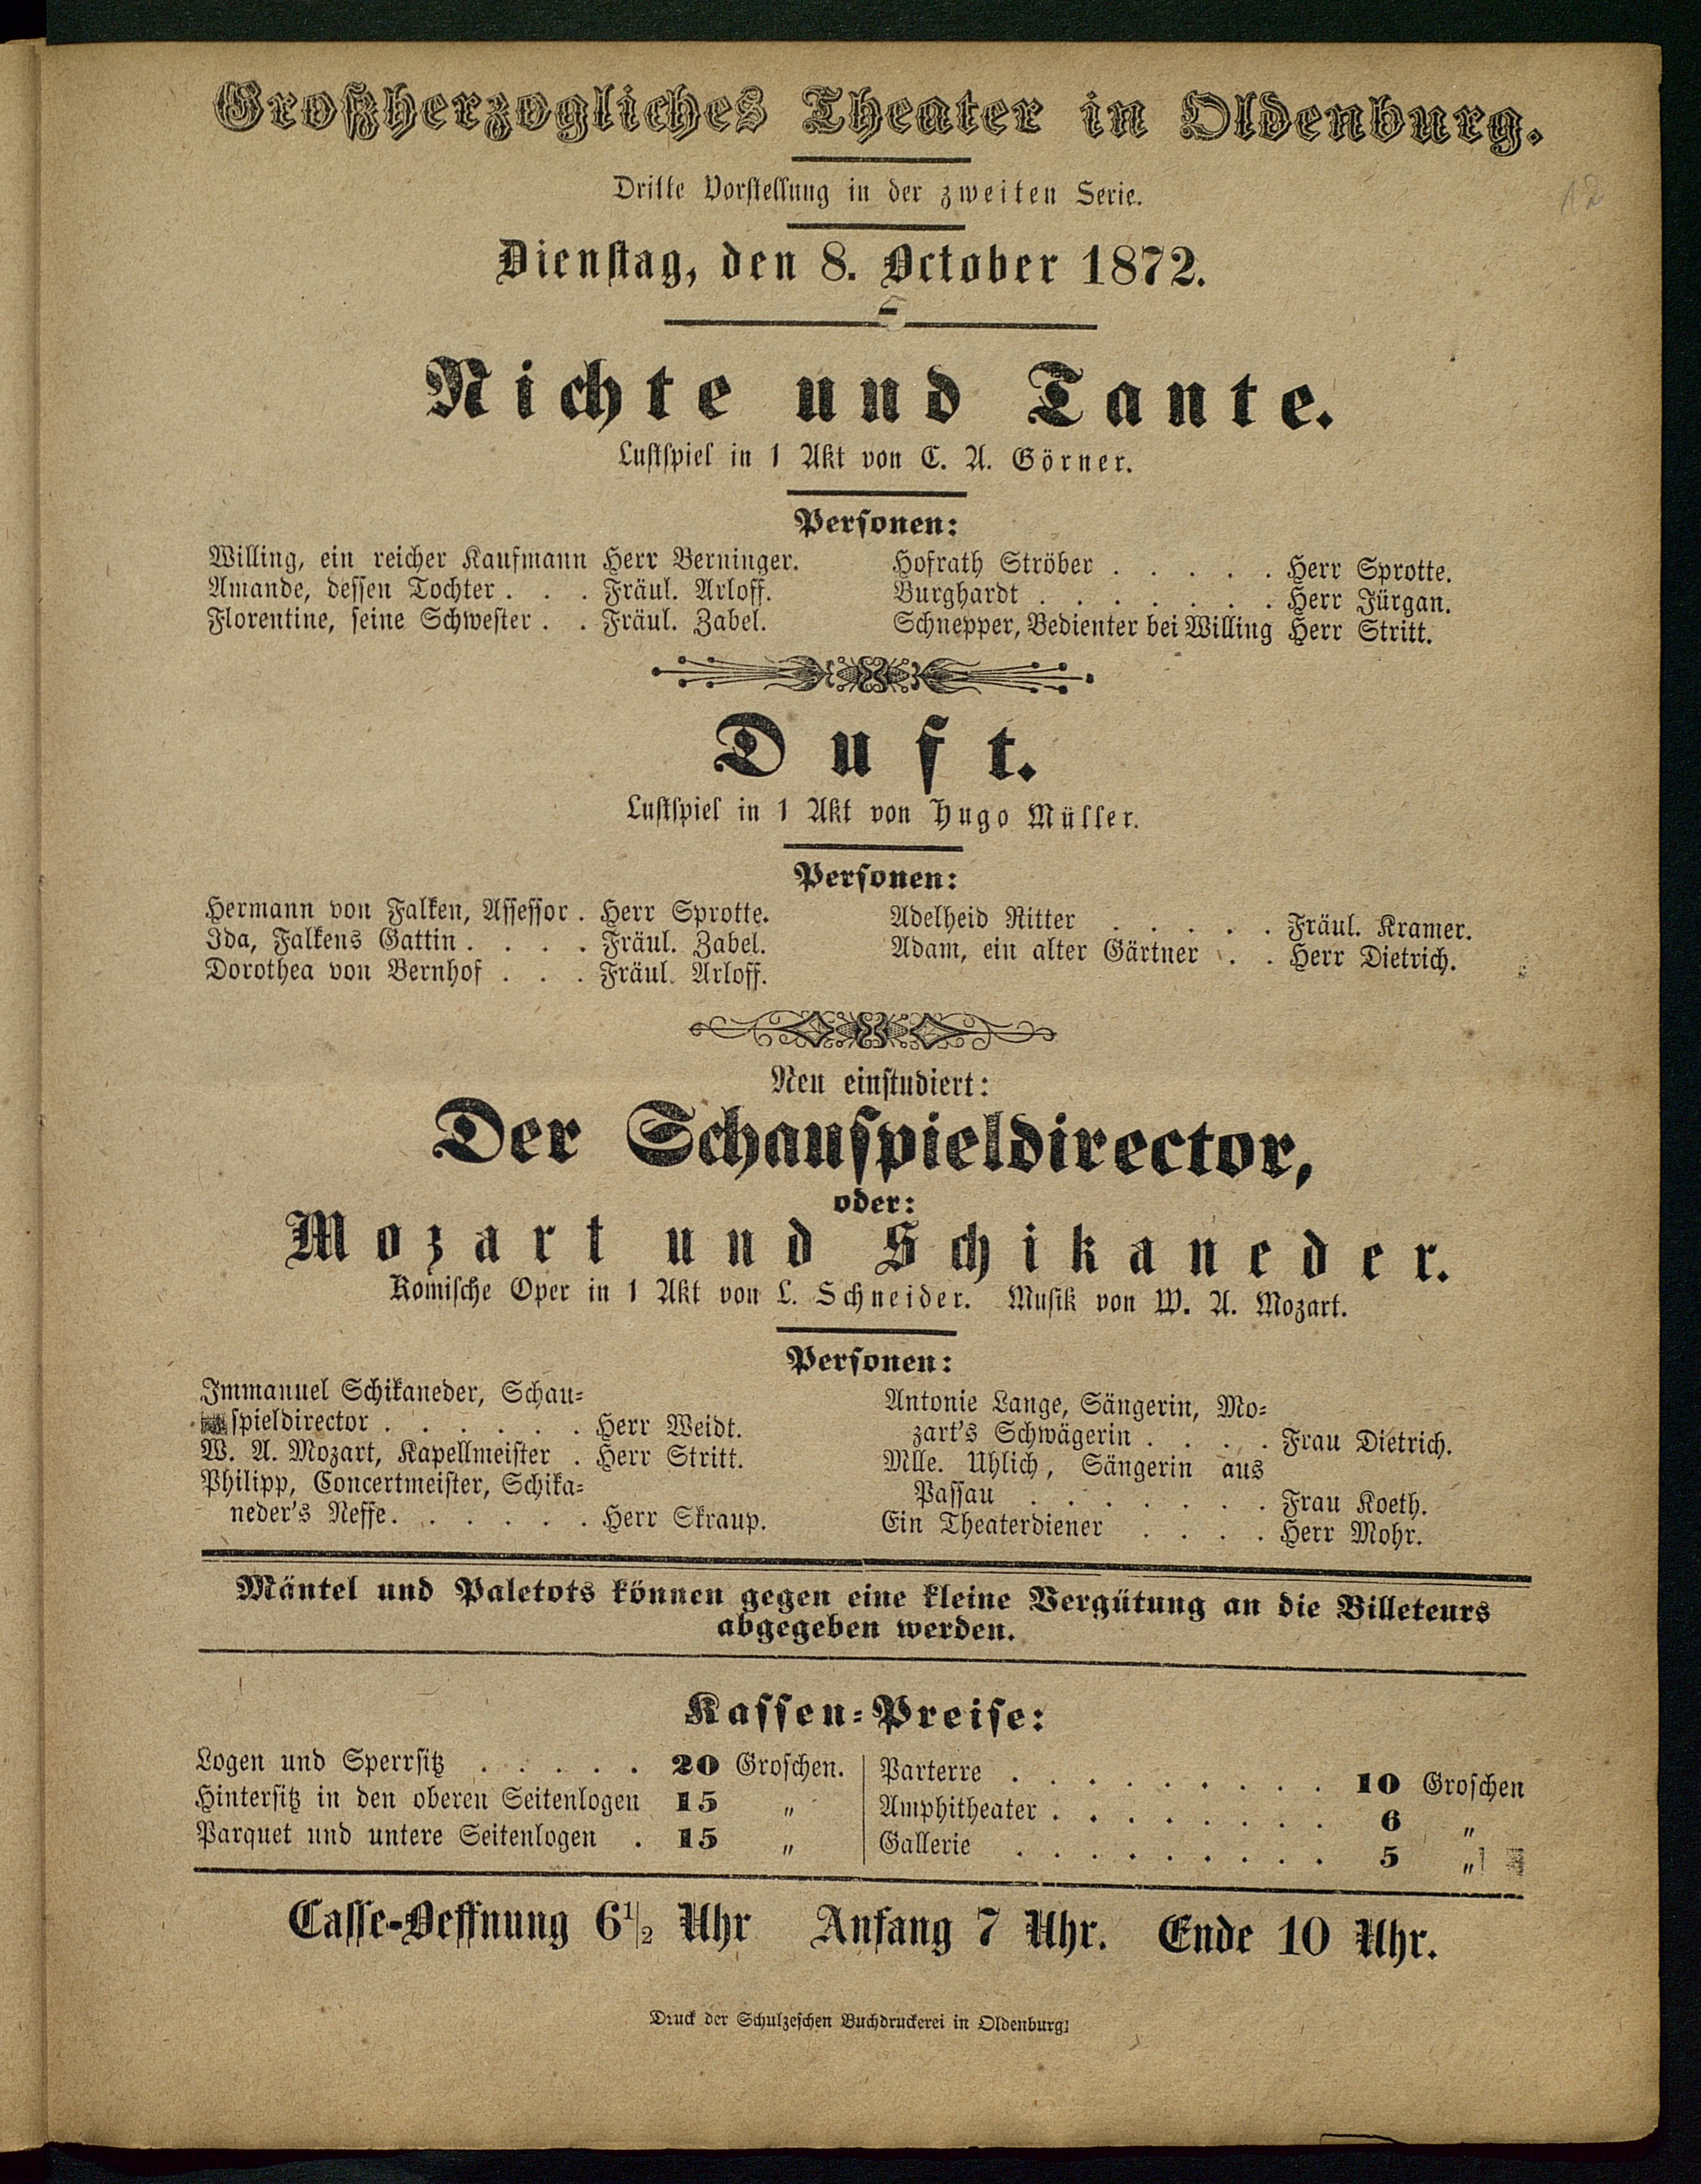 Großherzogliches Theater in Oldenburg.
12
Dritte Vorstellung in der zweiten Serie.
Dienstag, den 8. October 1872.
Nichte und Tante.
Lustspiel in 1 Akt von C. A. Görner.
Personen:
Willing, ein reicher Kaufmann Herr Berninger.
Amande, dessen Tochter . . . Fräul. Arloff.
Florentine, seine Schwester . . Fräul. Zabel.
Hofrath Ströber . . . . . Herr Sprotte.
Burghardt . . . . . . . Herr Jürgan.
Schnepper, Bedienter bei Willing Herr Stritt.
Duft.
Lustspiel in 1 Akt von Hugo Müller.
Personen:
Hermann von Falken, Assessor . Herr Sprotte.
Ida, Falkens Gattin . . . . Fräul. Zabel.
Dorothea von Bernhof . . . Fräul. Arloff.
Adelheid Ritter . . . . . Fräul. Kramer.
Adam, ein alter Gärtner . . Herr Dietrich.
Neu einstudiert:
Der Schauspieldirector,
oder:
Mozart und Schikaneder.
Komische Oper in 1 Akt von L. Schneider. Musik von W. A. Mozart.
Personen:
Immanuel Schikaneder, Schau-
spieldirector . . . . . . Herr Weidt.
W. A. Mozart, Kapellmeister . Herr Stritt.
Philipp, Concertmeister, Schika-
neder's Neffe. . . . . . Herr Skraup.
Antonie Lange, Sängerin, Mo-
zart's Schwägerin . . . . Frau Dietrich.
Mlle. Uhlich, Sängerin aus
Passau . . . . . . . Frau Koeth.
Ein Theaterdiener . . . . Herr Mohr.
Mäntel und Paletots können gegen eine kleine Vergütung an die Billeteurs
abgegeben werden.
Kassen-Preise:
Logen und Sperrsitz . . . . . 20 Groschen.
Hintersitz in den oberen Seitenlogen 15 "
Parquet und untere Seitenlogen . 15 "
Parterre . . . . . . . . . 10 Groschen
Amphitheater . . . . . . . . 6 "
Gallerie . . . . . . . . . 5 "
Casse-Oeffnung 6 1/2 Uhr Anfang 7 Uhr. Ende 10 Uhr.
Druck der Schulzeschen Buchdruckerei in Oldenburg.